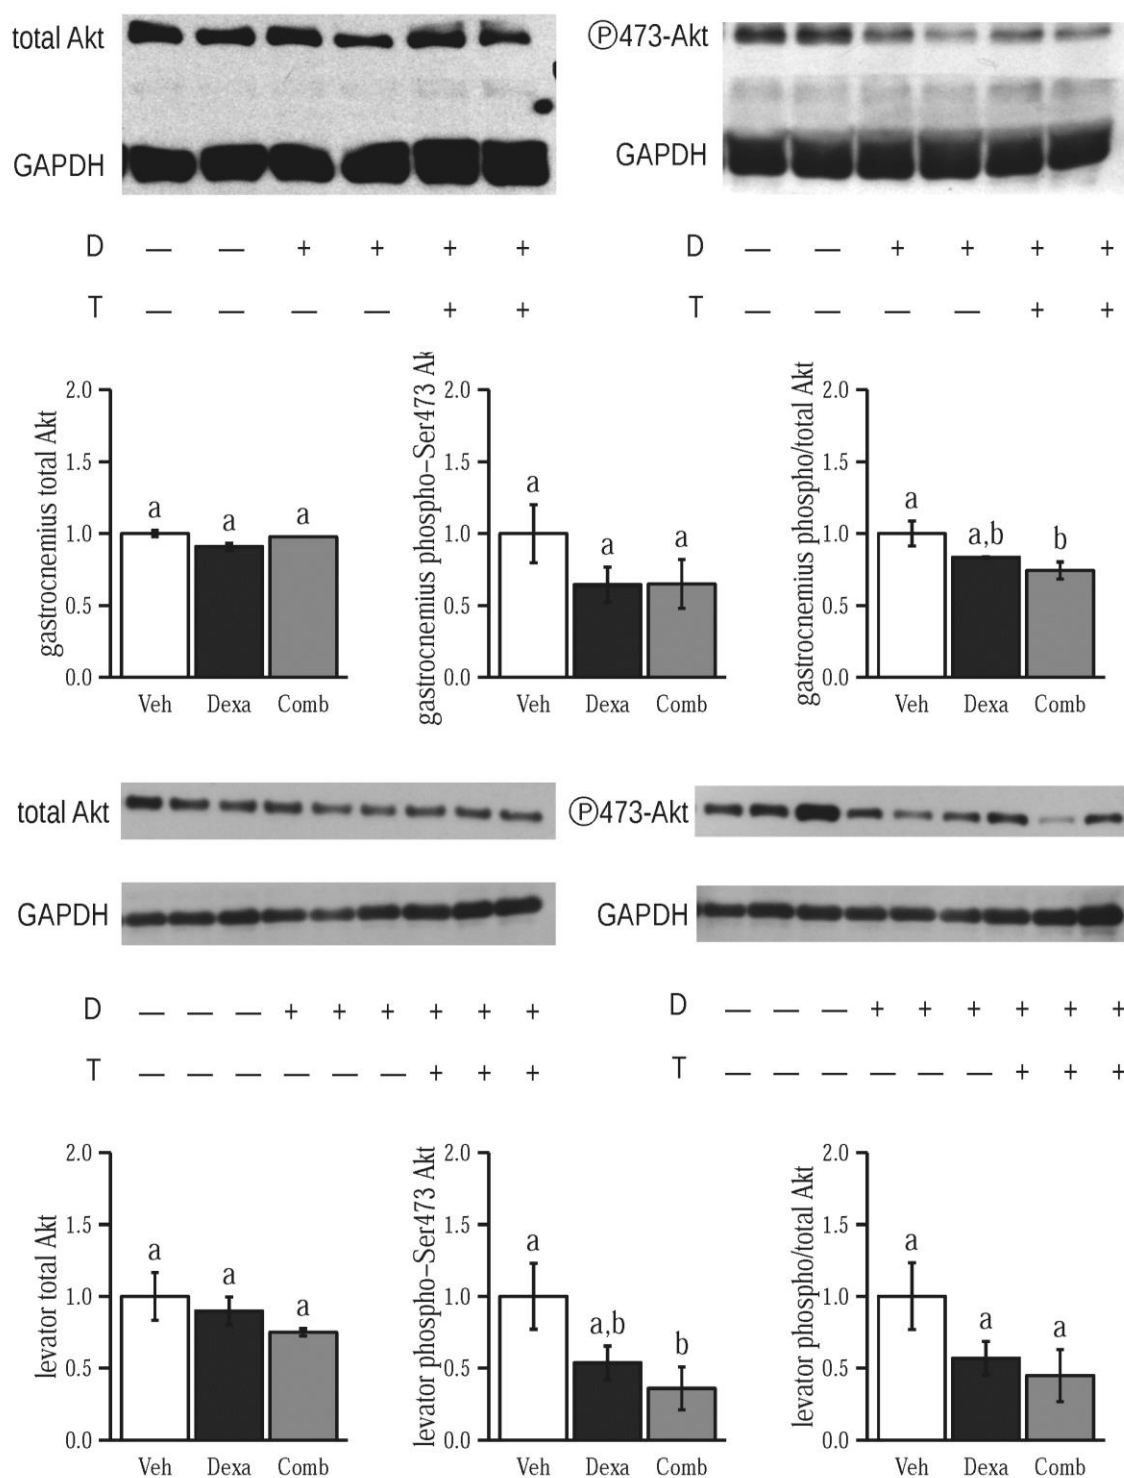 total Akt
GAPDH
D — — + + + +
T — — — — + +
Ⓟ473-Akt
GAPDH
D — — + + + +
T — — — — + +
gastrocnemius total Akt
2.0
1.5
1.0
0.5
0.0
a
a
a
Veh Dexa Comb
gastrocnemius phospho–Ser473 Ak
2.0
1.5
1.0
0.5
0.0
a
a
a
Veh Dexa Comb
gastrocnemius phospho/total Akt
2.0
1.5
1.0
0.5
0.0
a
a,b
b
Veh Dexa Comb
total Akt
GAPDH
D — — — + + + + + +
T — — — — — — + + +
Ⓟ473-Akt
GAPDH
D — — — + + + + + +
T — — — — — — + + +
levator total Akt
2.0
1.5
1.0
0.5
0.0
a
a
a
Veh Dexa Comb
levator phospho–Ser473 Akt
2.0
1.5
1.0
0.5
0.0
a
a,b
b
Veh Dexa Comb
levator phospho/total Akt
2.0
1.5
1.0
0.5
0.0
a
a
a
Veh Dexa Comb